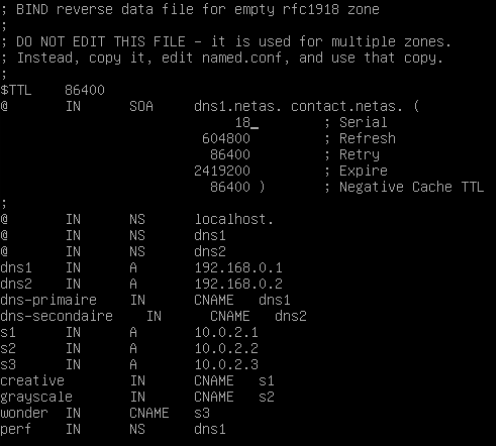 ; BIND reverse data file for empty rfc1918 zone
;
; DO NOT EDIT THIS FILE - it is used for multiple zones.
; Instead, copy it, edit named.conf, and use that copy.
;
$TTL    86400
@       IN      SOA     dns1.netas. contact.netas. (
                             18_        ; Serial
                         604800         ; Refresh
                          86400         ; Retry
                        2419200         ; Expire
                          86400 )       ; Negative Cache TTL
;
@       IN      NS      localhost.
@       IN      NS      dns1
@       IN      NS      dns2
dns1    IN      A       192.168.0.1
dns2    IN      A       192.168.0.2
dns-primaire    IN      CNAME   dns1
dns-secondaire    IN      CNAME   dns2
s1      IN      A       10.0.2.1
s2      IN      A       10.0.2.2
s3      IN      A       10.0.2.3
creative        IN      CNAME   s1
grayscale       IN      CNAME   s2
wonder  IN      CNAME   s3
perf    IN      NS      dns1